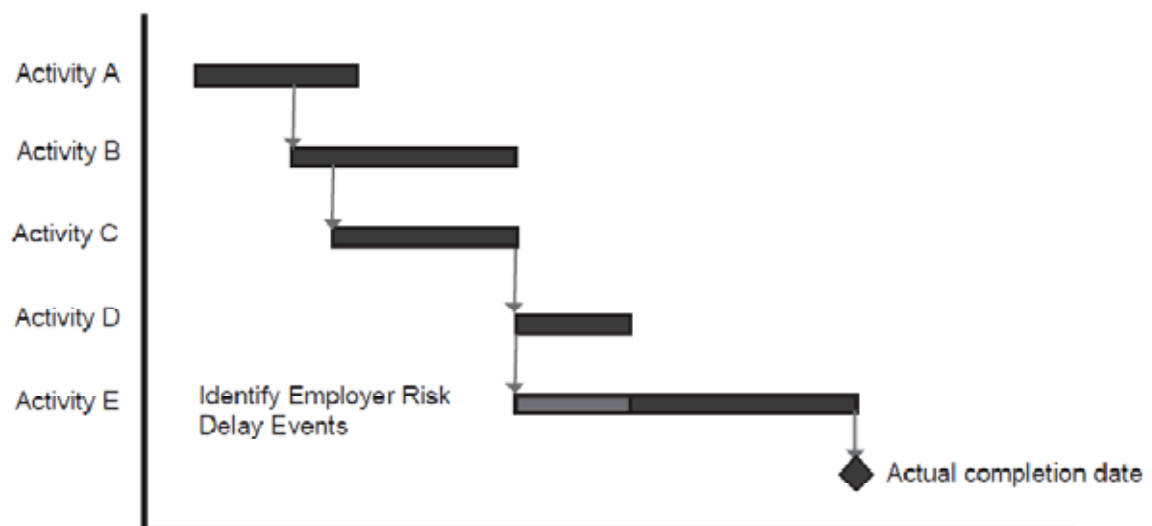 Activity A
Activity B
Activity C
Activity D
Activity E
Identify Employer Risk
Delay Events
Actual completion date